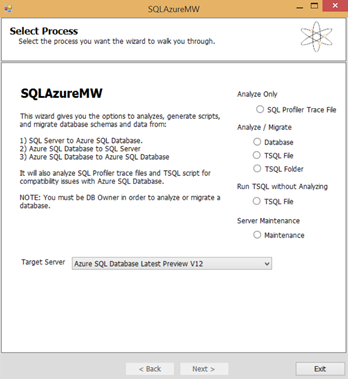 SQLAzureMW
Select Process
Select the process you want the wizard to walk you through.
SQLAzureMW
This wizard gives you the options to analyzes, generate scripts,
and migrate database schemas and data from:
1) SQL Server to Azure SQL Database.
2) Azure SQL Database to SQL Server
3) Azure SQL Database to Azure SQL Database
It will also analyze SQL Profiler trace files and TSQL script for
compatibility issues with Azure SQL Database.
NOTE: You must be DB Owner in order to analyze or migrate a
database.
Analyze Only
SQL Profiler Trace File
Analyze / Migrate
Database
TSQL File
TSQL Folder
Run TSQL without Analyzing
TSQL File
Server Maintenance
Maintenance
Target Server
Azure SQL Database Latest Preview V12
< Back
Next >
Exit